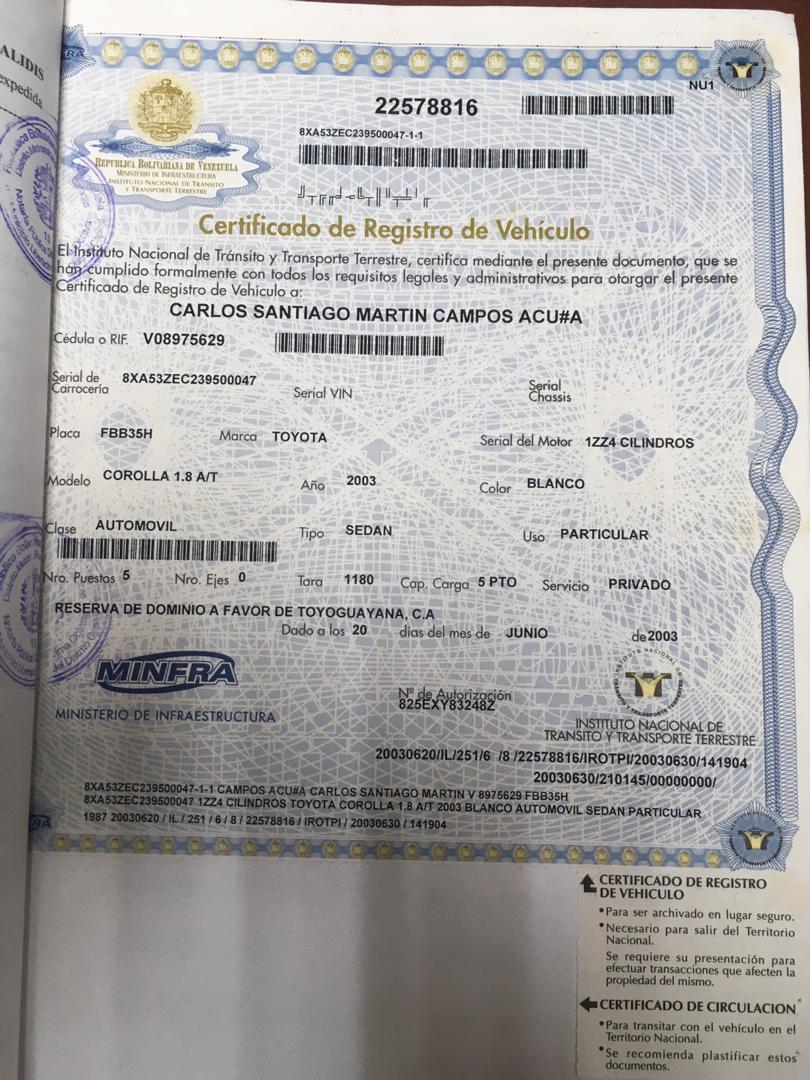 ALIDIS
expedida
NU1
22578816
8XA53ZEC239500047-1-1
REPUBLICA BOLIVARIANA DE VENEZUELA
MINISTERIO DE INFRAESTRUCTURA
INSTITUTO NACIONAL DE TRANSITO
Y TRANSPORTE TERRESTRE
Certificado de Registro de Vehículo
El Instituto Nacional de Tránsito y Transporte Terrestre, certifica mediante el presente documento, que se
han cumplido formalmente con todos los requisitos legales y administrativos para otorgar el presente
Certificado de Registro de Vehículo a:
CARLOS SANTIAGO MARTIN CAMPOS ACU#A
Cédula o RIF. V08975629
Serial de Carrocería 8XA53ZEC239500047 Serial VIN Serial Chassis
Placa FBB35H Marca TOYOTA Serial del Motor 1ZZ4 CILINDROS
Modelo COROLLA 1.8 A/T Año 2003 Color BLANCO
Clase AUTOMOVIL Tipo SEDAN Uso PARTICULAR
Nro. Puestos 5 Nro. Ejes 0 Tara 1180 Cap. Carga 5 PTO Servicio PRIVADO
RESERVA DE DOMINIO A FAVOR DE TOYOGUAYANA, C.A
Dado a los 20 días del mes de JUNIO de 2003
MINFRA
MINISTERIO DE INFRAESTRUCTURA
Nº de Autorización
825EXY83248Z
INSTITUTO NACIONAL DE
TRANSITO Y TRANSPORTE TERRESTRE
20030620/IL/251/6 /8 /22578816/IROTPI/20030630/141904
20030630/210145/00000000/
8XA53ZEC239500047-1-1 CAMPOS ACU#A CARLOS SANTIAGO MARTIN V 8975629 FBB35H
8XA53ZEC239500047 1ZZ4 CILINDROS TOYOTA COROLLA 1.8 A/T 2003 BLANCO AUTOMOVIL SEDAN PARTICULAR
1987 20030620 / IL / 251 / 6 / 8 / 22578816 / IROTPI / 20030630 / 141904
CERTIFICADO DE REGISTRO
DE VEHICULO
•Para ser archivado en lugar seguro.
•Necesario para salir del Territorio
Nacional.
Se requiere su presentación para
efectuar transacciones que afecten la
propiedad del mismo.
CERTIFICADO DE CIRCULACION
•Para transitar con el vehículo en el
Territorio Nacional.
•Se recomienda plastificar estos
documentos.